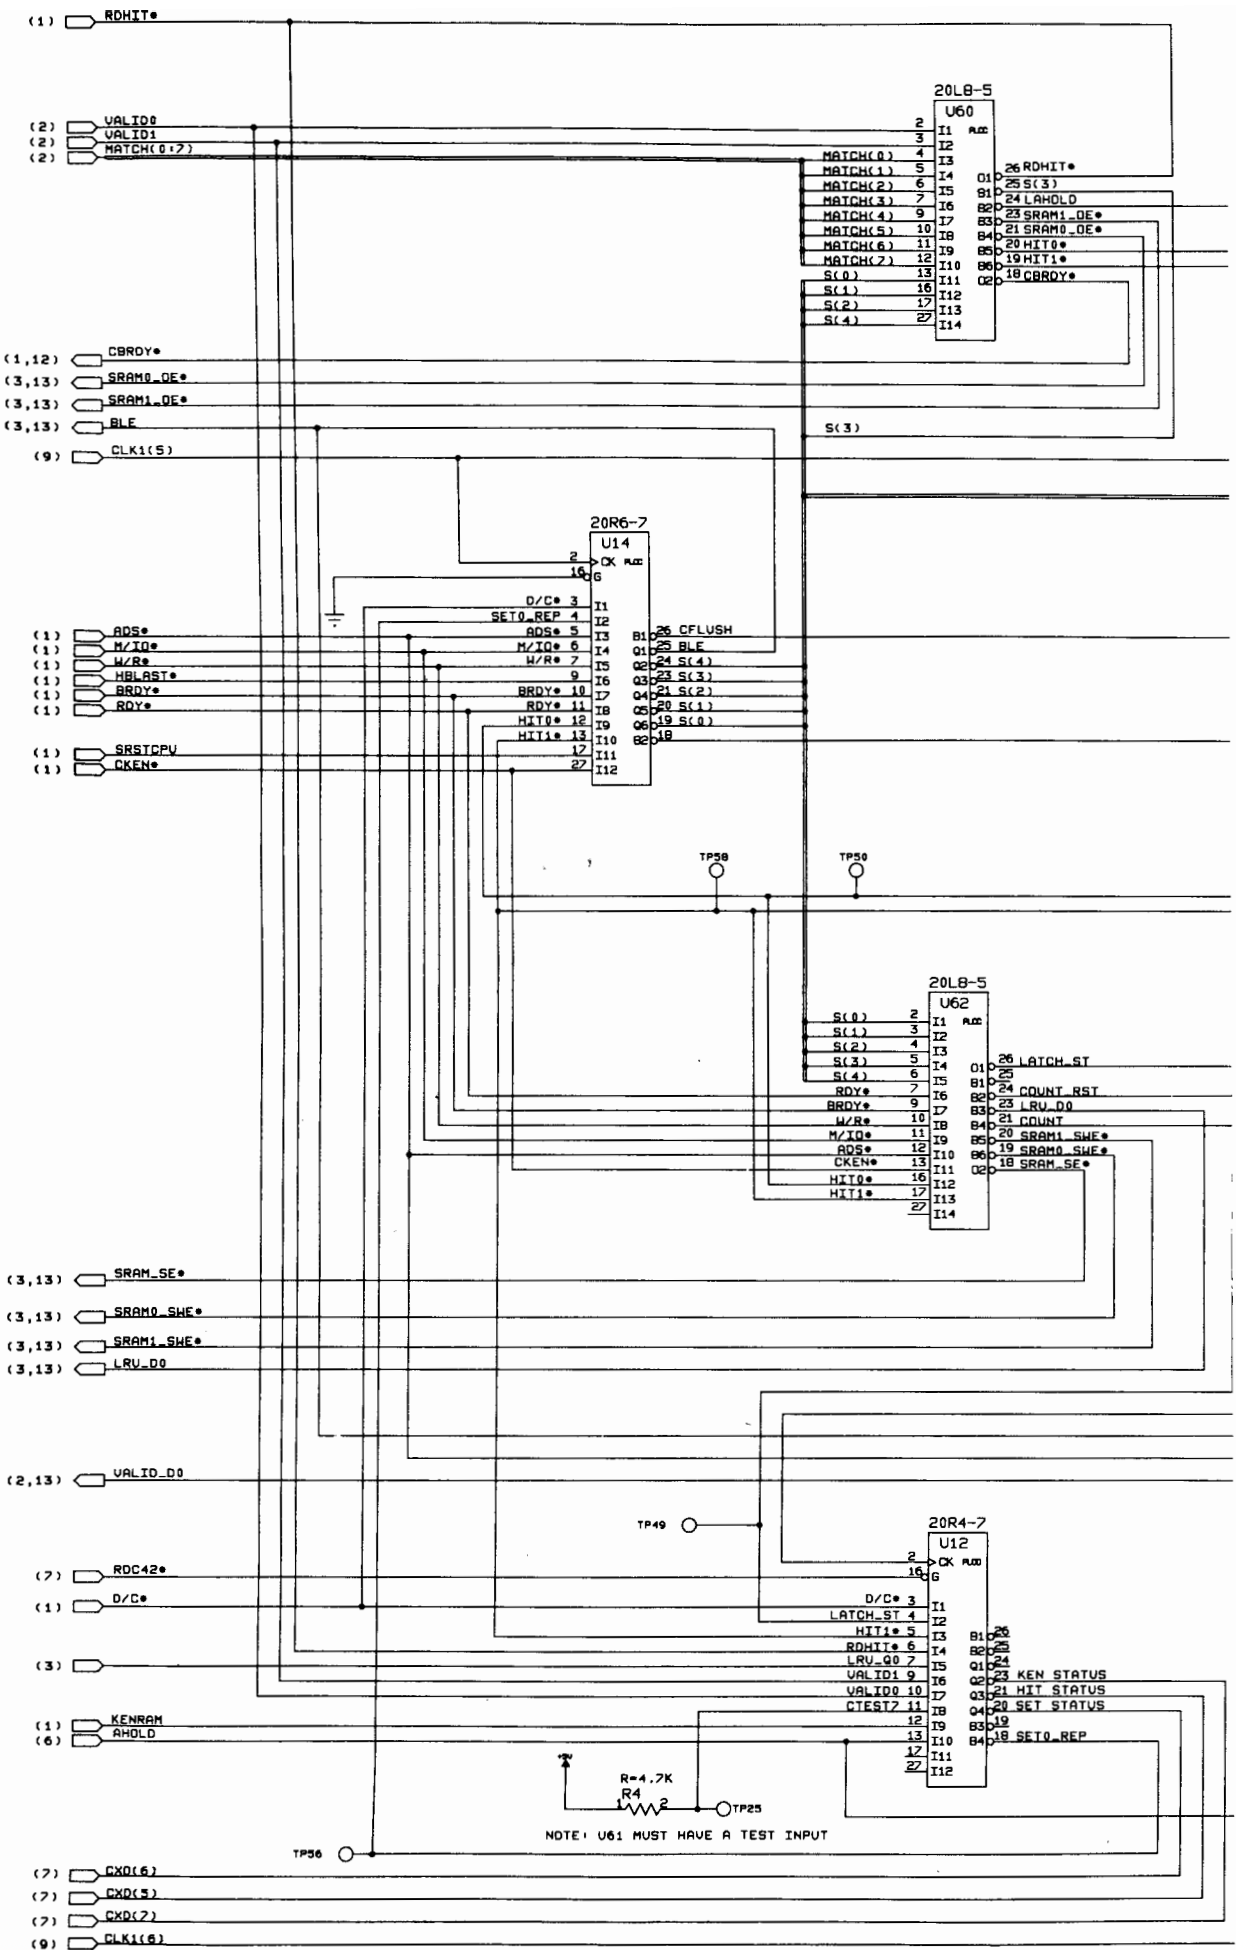 (1) RDHIT*
20L8-5
U60
(2) VALID0
(2) VALID1
(2) MATCH(0:7)
2 I1 PLCC
3 I2
MATCH(0) 4 I3
MATCH(1) 5 I4
MATCH(2) 6 I5
MATCH(3) 7 I6
MATCH(4) 9 I7
MATCH(5) 10 I8
MATCH(6) 11 I9
MATCH(7) 12 I10
S(0) 13 I11
S(1) 16 I12
S(2) 17 I13
S(4) 27 I14
O1 26 RDHIT*
B1 25 S(3)
B2 24 LAHOLD
B3 23 SRAM1_OE*
B4 21 SRAM0_OE*
B5 20 HIT0*
B6 19 HIT1*
O2 18 CBRDY*
(1,12) CBRDY*
(3,13) SRAM0_OE*
(3,13) SRAM1_OE*
(3,13) BLE
S(3)
(9) CLK1(5)
20R6-7
U14
2 CK PLCC
16 G
D/C* 3 I1
SET0_REP 4 I2
(1) ADS* ADS* 5 I3
(1) M/IO* M/IO* 6 I4
(1) W/R* W/R* 7 I5
(1) HBLAST* 9 I6
(1) BRDY* BRDY* 10 I7
(1) RDY* RDY* 11 I8
HIT0* 12 I9
HIT1* 13 I10
(1) SRSTCPU 17 I11
(1) CKEN* 27 I12
B1 26 CFLUSH
Q1 25 BLE
Q2 24 S(4)
Q3 23 S(3)
Q4 21 S(2)
Q5 20 S(1)
Q6 19 S(0)
B2 18
TP58
TP50
20L8-5
U62
S(0) 2 I1 PLCC
S(1) 3 I2
S(2) 4 I3
S(3) 5 I4
S(4) 6 I5
RDY* 7 I6
BRDY* 9 I7
W/R* 10 I8
M/IO* 11 I9
ADS* 12 I10
CKEN* 13 I11
HIT0* 16 I12
HIT1* 17 I13
27 I14
O1 26 LATCH_ST
B1 25
B2 24 COUNT_RST
B3 23 LRU_D0
B4 21 COUNT
B5 20 SRAM1_SWE*
B6 19 SRAM0_SWE*
O2 18 SRAM_SE*
(3,13) SRAM_SE*
(3,13) SRAM0_SWE*
(3,13) SRAM1_SWE*
(3,13) LRU_D0
(2,13) VALID_D0
TP49
20R4-7
U12
2 CK PLCC
(7) RDC42* 16 G
(1) D/C* D/C* 3 I1
LATCH_ST 4 I2
HIT1* 5 I3
RDHIT* 6 I4
(3) LRU_Q0 7 I5
VALID1 9 I6
VALID0 10 I7
CTEST7 11 I8
(1) KENRAM 12 I9
(6) AHOLD 13 I10
17 I11
27 I12
B1 26
B2 25
Q1 24
Q2 23 KEN_STATUS
Q3 21 HIT_STATUS
Q4 20 SET_STATUS
B3 19
B4 18 SET0_REP
+5V
R=4.7K
R4
1 2
TP25
NOTE: U61 MUST HAVE A TEST INPUT
TP56
(7) CXD(6)
(7) CXD(5)
(7) CXD(7)
(9) CLK1(6)